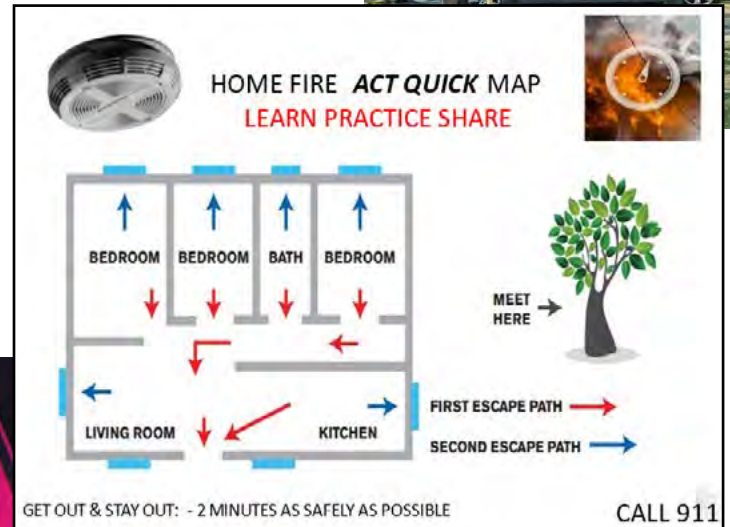 HOME FIRE ACT QUICK MAP
LEARN PRACTICE SHARE
BEDROOM
BEDROOM
BATH
BEDROOM
MEET
HERE
LIVING ROOM
KITCHEN
FIRST ESCAPE PATH
SECOND ESCAPE PATH
GET OUT & STAY OUT: - 2 MINUTES AS SAFELY AS POSSIBLE
CALL 911